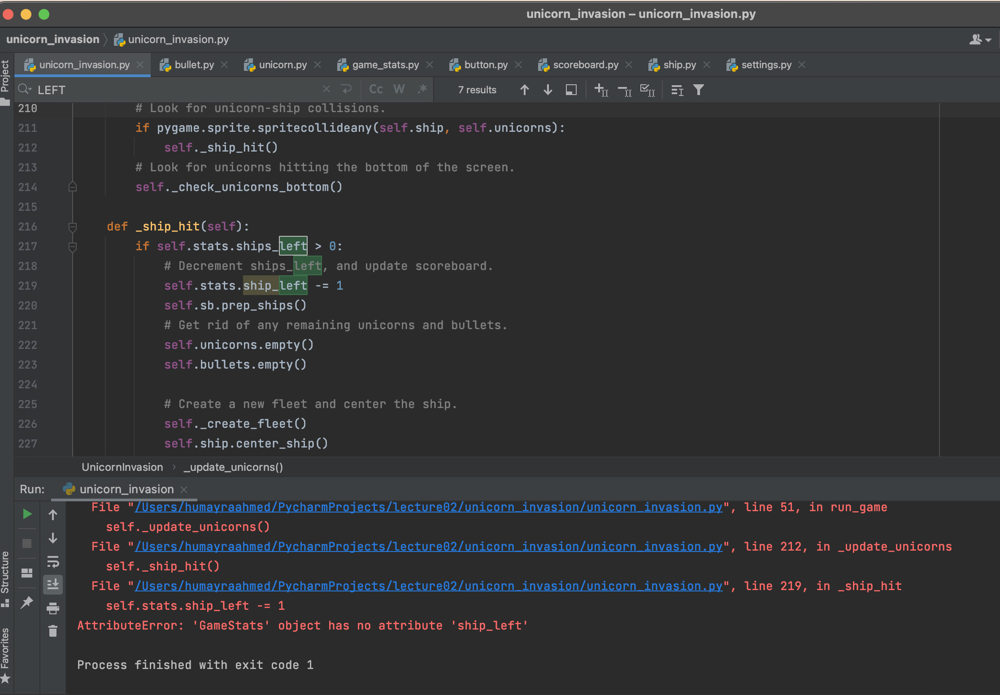 unicorn_invasion – unicorn_invasion.py
unicorn_invasion unicorn_invasion.py
unicorn_invasion.py bullet.py unicorn.py game_stats.py button.py scoreboard.py ship.py settings.py
Project
LEFT Cc W .* 7 results
210 # Look for unicorn-ship collisions.
211 if pygame.sprite.spritecollideany(self.ship, self.unicorns):
212 self._ship_hit()
213 # Look for unicorns hitting the bottom of the screen.
214 self._check_unicorns_bottom()
215
216 def _ship_hit(self):
217 if self.stats.ships_left > 0:
218 # Decrement ships_left, and update scoreboard.
219 self.stats.ship_left -= 1
220 self.sb.prep_ships()
221 # Get rid of any remaining unicorns and bullets.
222 self.unicorns.empty()
223 self.bullets.empty()
224
225 # Create a new fleet and center the ship.
226 self._create_fleet()
227 self.ship.center_ship()
UnicornInvasion › _update_unicorns()
Run: unicorn_invasion
File "/Users/humayraahmed/PycharmProjects/lecture02/unicorn_invasion/unicorn_invasion.py", line 51, in run_game
self._update_unicorns()
File "/Users/humayraahmed/PycharmProjects/lecture02/unicorn_invasion/unicorn_invasion.py", line 212, in _update_unicorns
self._ship_hit()
File "/Users/humayraahmed/PycharmProjects/lecture02/unicorn_invasion/unicorn_invasion.py", line 219, in _ship_hit
self.stats.ship_left -= 1
AttributeError: 'GameStats' object has no attribute 'ship_left'
Process finished with exit code 1
Structure
Favorites